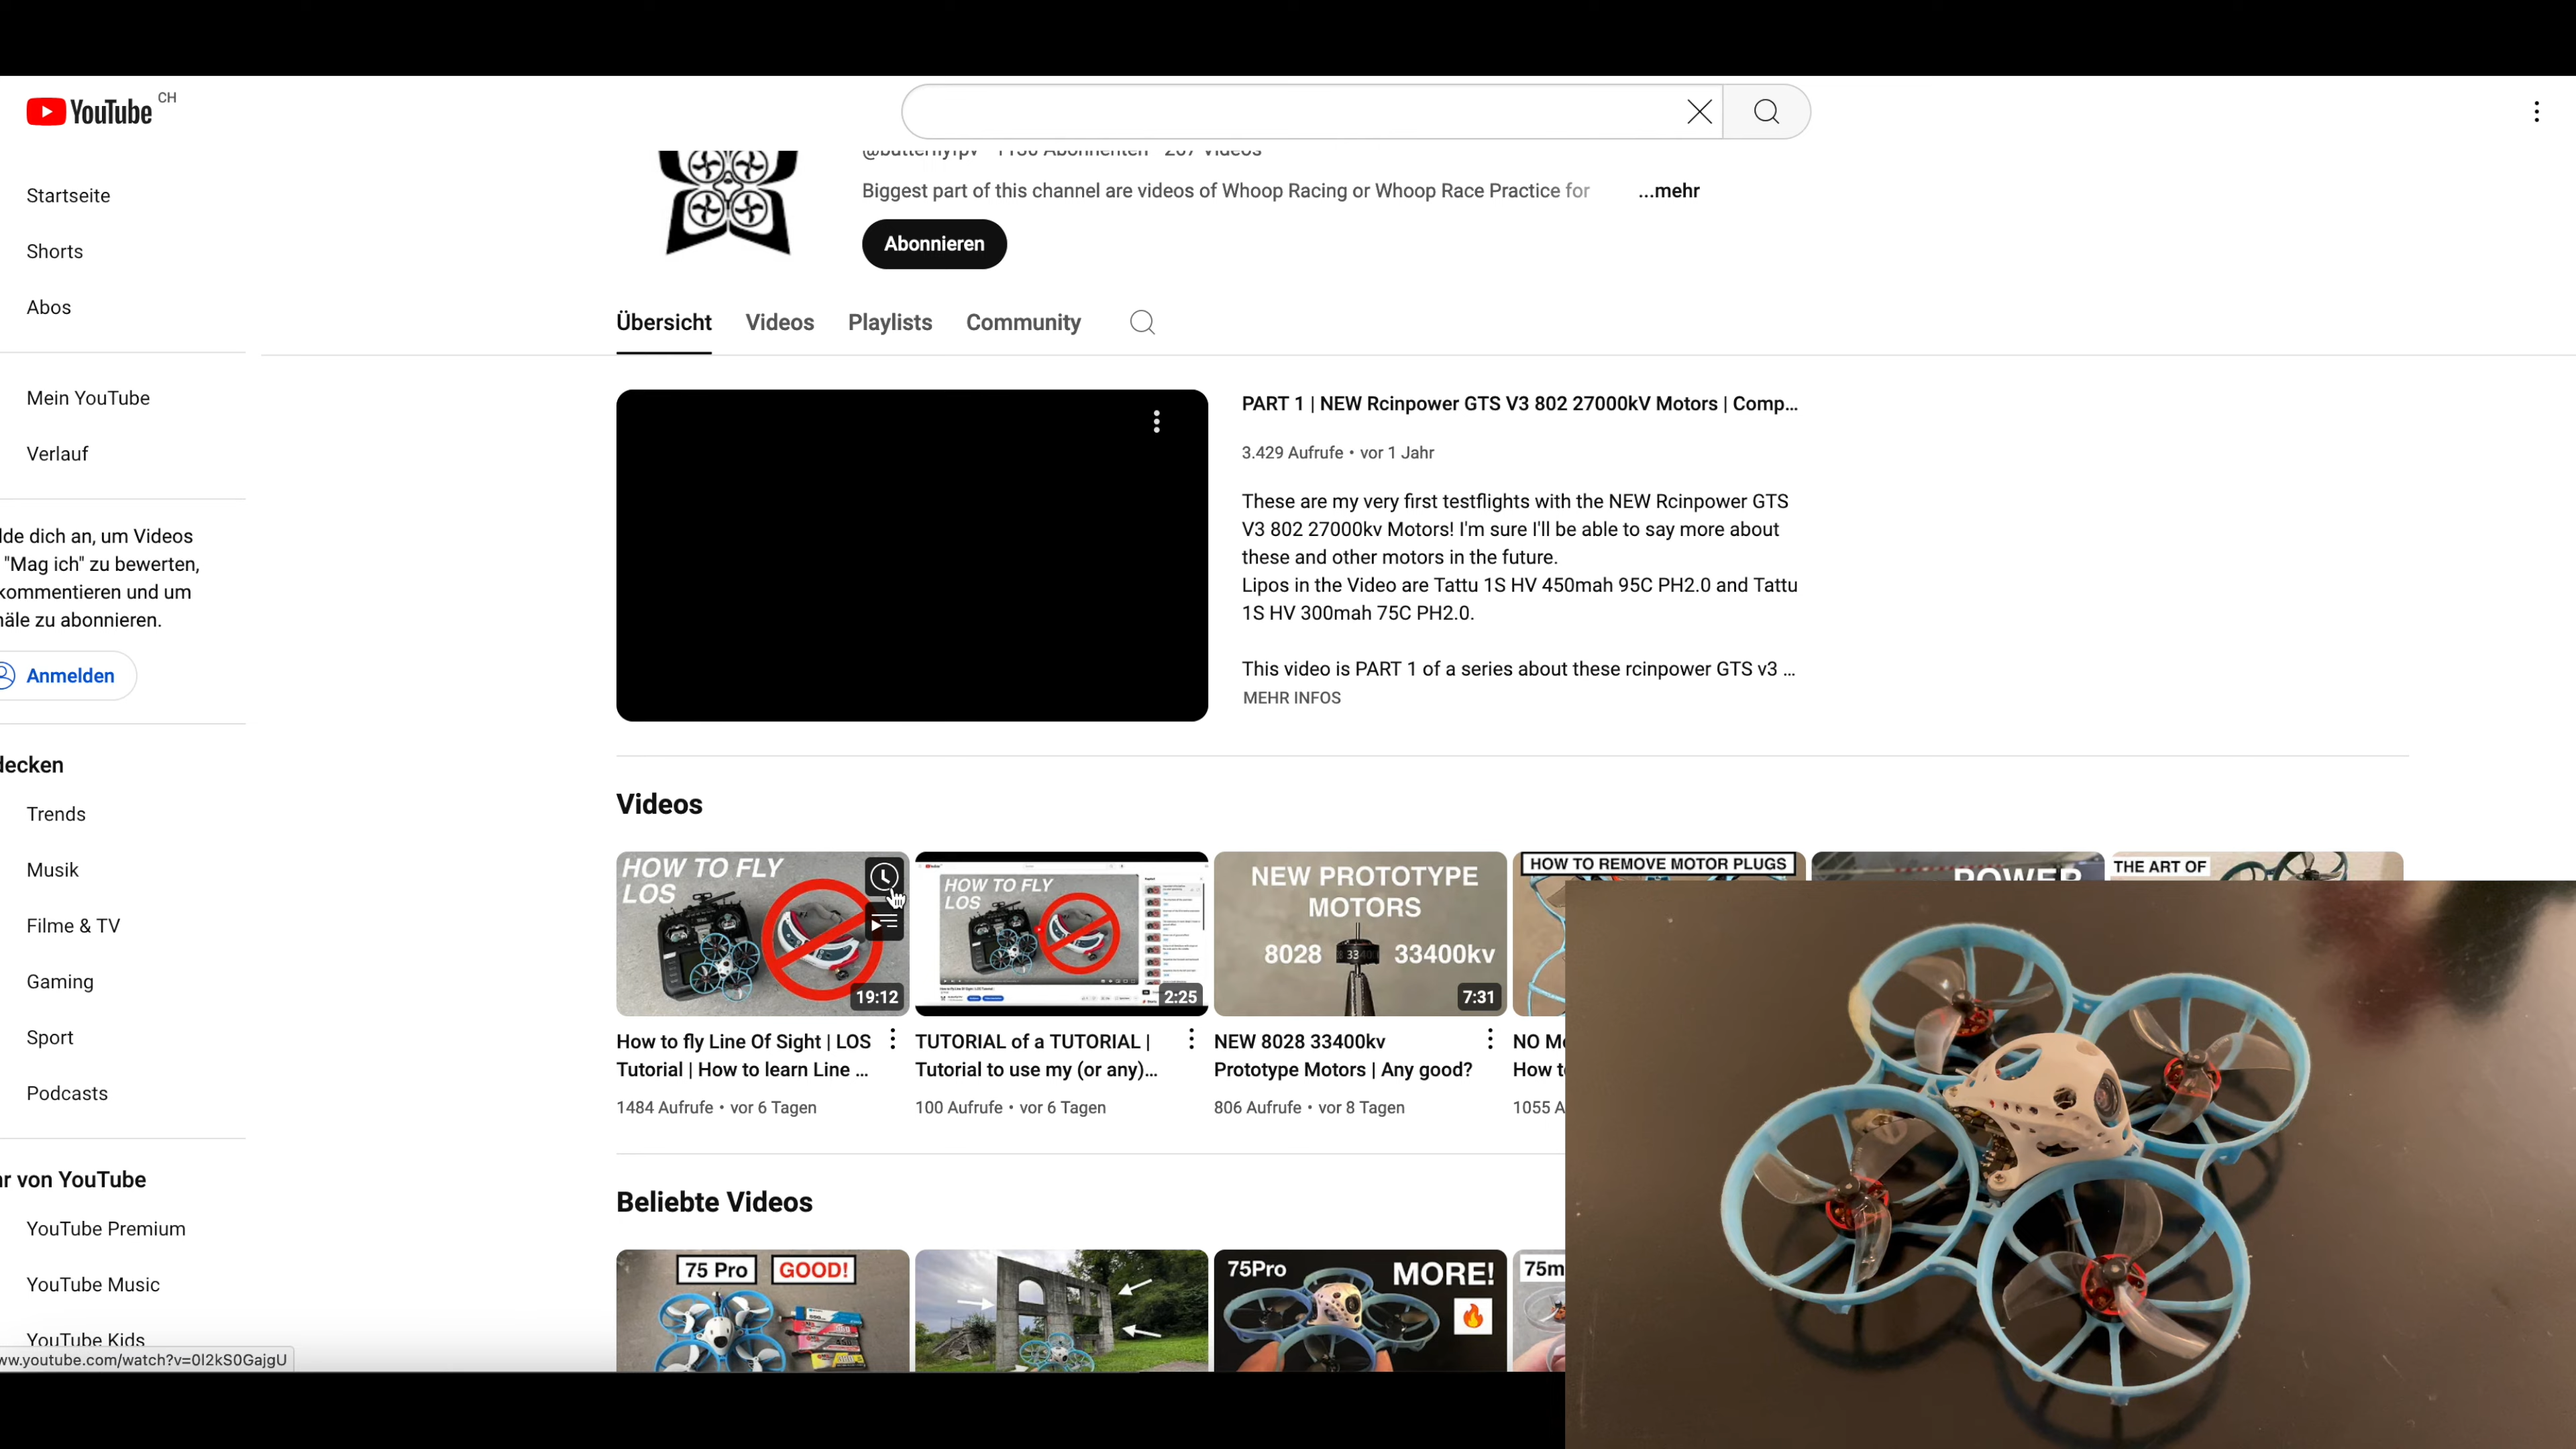 YouTube CH
Startseite
Shorts
Abos
Mein YouTube
Verlauf
lde dich an, um Videos
"Mag ich" zu bewerten,
kommentieren und um
näle zu abonnieren.
Anmelden
decken
Trends
Musik
Filme & TV
Gaming
Sport
Podcasts
r von YouTube
YouTube Premium
YouTube Music
YouTube Kids
ww.youtube.com/watch?v=0I2kS0GajgU
@butterflyfpv
Biggest part of this channel are videos of Whoop Racing or Whoop Race Practice for ...mehr
Abonnieren
Übersicht Videos Playlists Community
PART 1 | NEW Rcinpower GTS V3 802 27000kV Motors | Comp...
3.429 Aufrufe • vor 1 Jahr
These are my very first testflights with the NEW Rcinpower GTS
V3 802 27000kv Motors! I'm sure I'll be able to say more about
these and other motors in the future.
Lipos in the Video are Tattu 1S HV 450mah 95C PH2.0 and Tattu
1S HV 300mah 75C PH2.0.
This video is PART 1 of a series about these rcinpower GTS v3 ...
MEHR INFOS
Videos
HOW TO FLY
LOS
19:12
How to fly Line Of Sight | LOS
Tutorial | How to learn Line ...
1484 Aufrufe • vor 6 Tagen
HOW TO FLY
LOS
2:25
TUTORIAL of a TUTORIAL |
Tutorial to use my (or any)...
100 Aufrufe • vor 6 Tagen
NEW PROTOTYPE
MOTORS
8028 33400kv
7:31
NEW 8028 33400kv
Prototype Motors | Any good?
806 Aufrufe • vor 8 Tagen
HOW TO REMOVE MOTOR PLUGS
NO M
How t
1055 A
POWER
THE ART OF
Beliebte Videos
75 Pro GOOD!
75Pro MORE!
75m